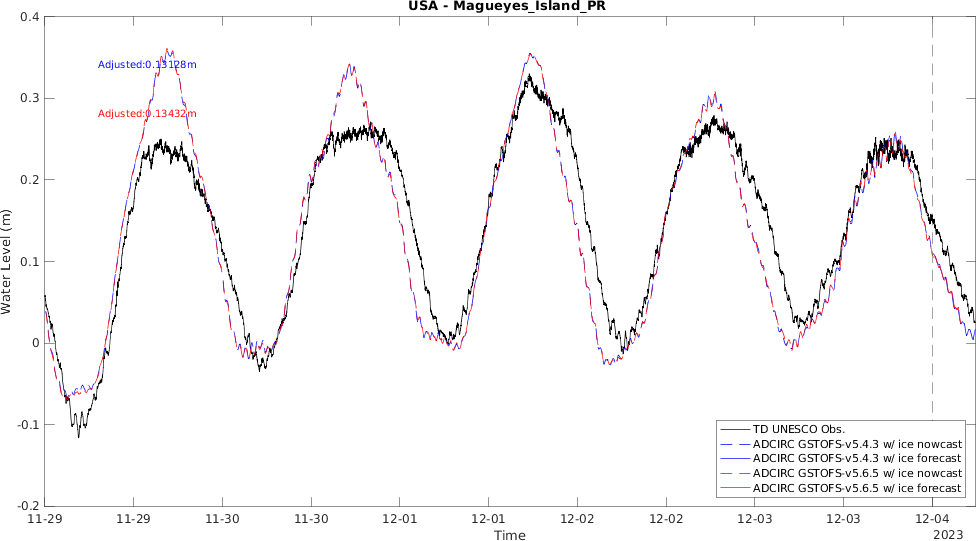 USA - Magueyes_Island_PR
0.4
0.3
0.2
0.1
0
-0.1
-0.2
Water Level (m)
Adjusted:0.13128m
Adjusted:0.13432m
TD UNESCO Obs.
ADCIRC GSTOFS-v5.4.3 w/ ice nowcast
ADCIRC GSTOFS-v5.4.3 w/ ice forecast
ADCIRC GSTOFS-v5.6.5 w/ ice nowcast
ADCIRC GSTOFS-v5.6.5 w/ ice forecast
11-29 11-29 11-30 11-30 12-01 12-01 12-02 12-02 12-03 12-03 12-04
Time
2023